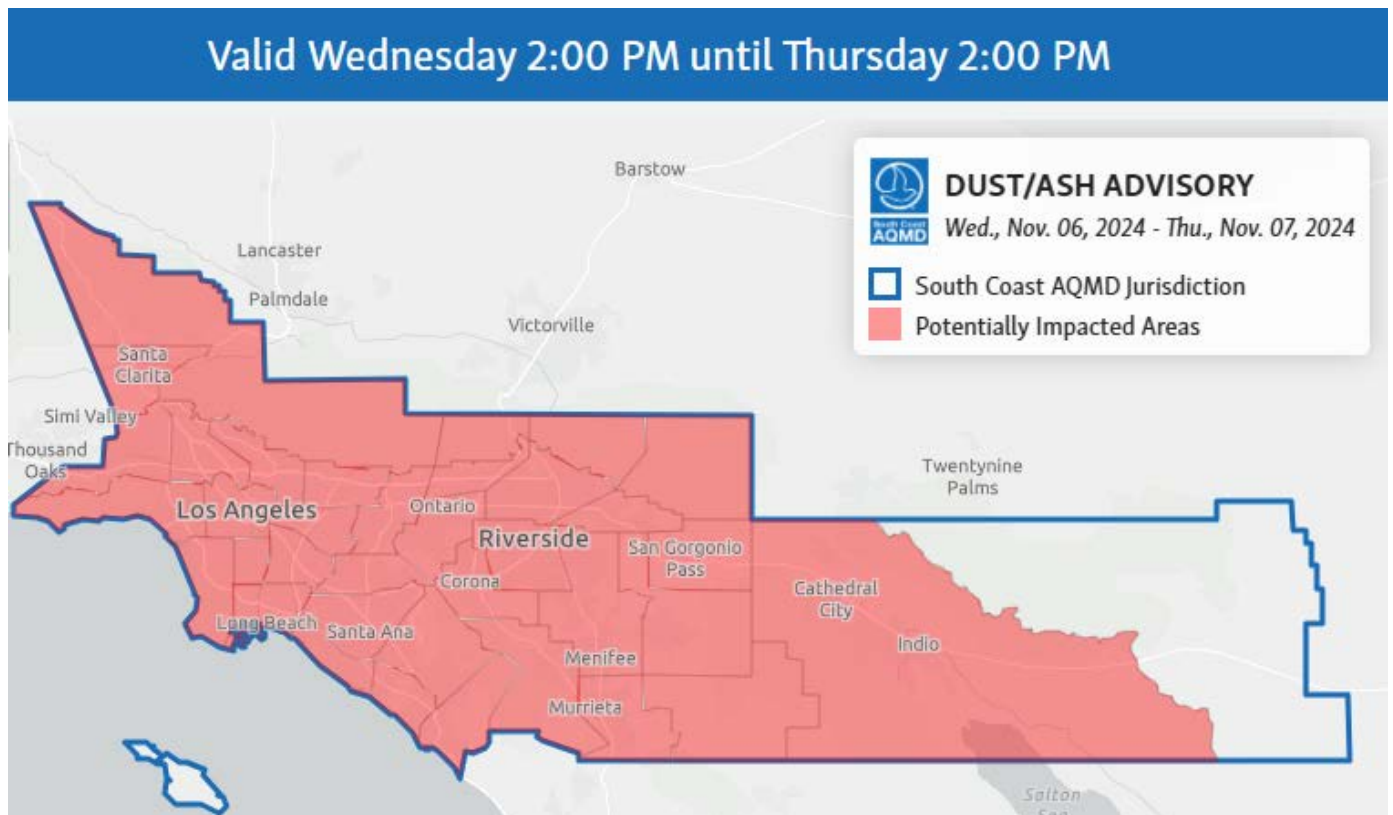 Valid Wednesday 2:00 PM until Thursday 2:00 PM
DUST/ASH ADVISORY
Wed., Nov. 06, 2024 - Thu., Nov. 07, 2024
South Coast
AQMD
South Coast AQMD Jurisdiction
Potentially Impacted Areas
Barstow
Lancaster
Palmdale
Victorville
Santa
Clarita
Simi Valley
Thousand
Oaks
Twentynine
Palms
Los Angeles
Ontario
Riverside
San Gorgonio
Pass
Corona
Cathedral
City
Long Beach
Santa Ana
Indio
Menifee
Murrieta
Salton
Sea